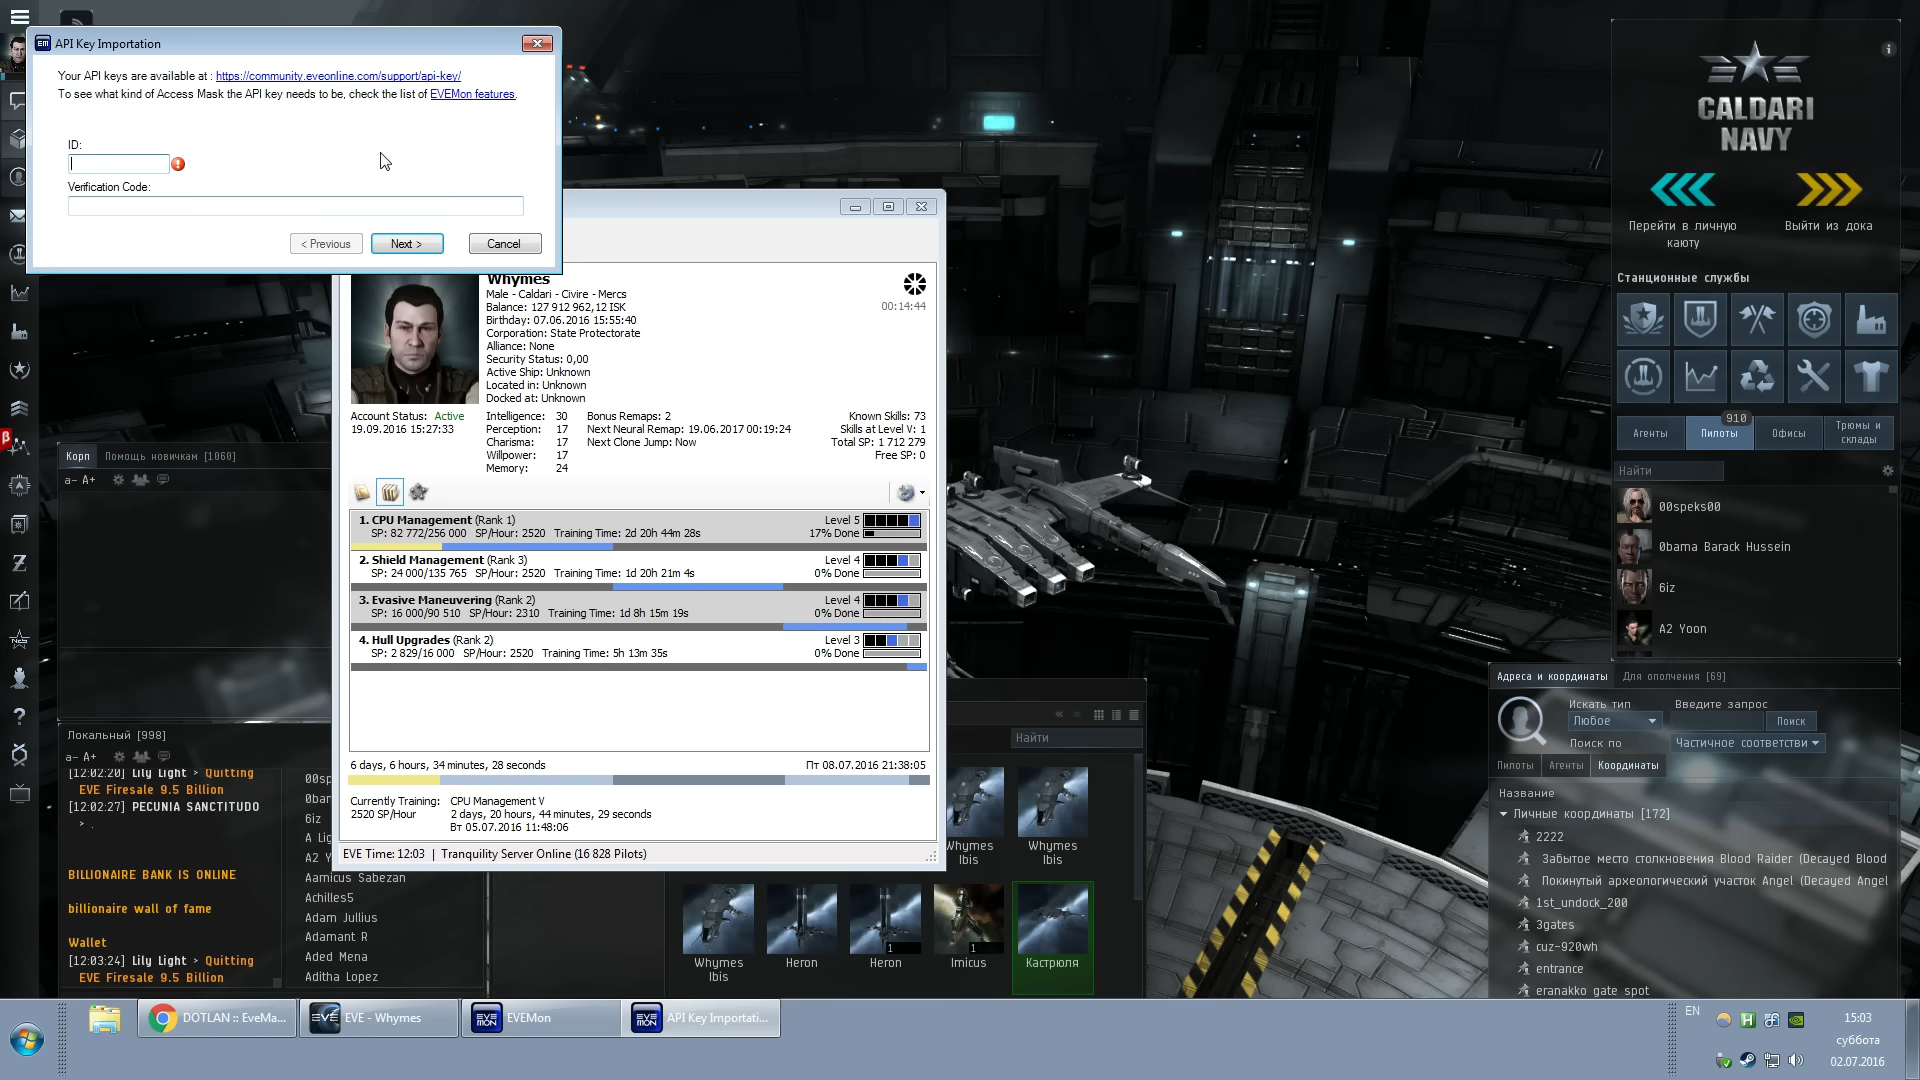 API Key Importation
Your API keys are available at : https://community.eveonline.com/support/api-key/
To see what kind of Access Mask the API key needs to be, check the list of EVEMon features.
ID:
Verification Code:
< Previous
Next >
Cancel
Whymes
Male - Caldari - Civire - Mercs
Balance: 127 912 962,12 ISK
Birthday: 07.06.2016 15:55:40
Corporation: State Protectorate
Alliance: None
Security Status: 0,00
Active Ship: Unknown
Located in: Unknown
Docked at: Unknown
00:14:44
Account Status: Active
19.09.2016 15:27:33
Intelligence: 30
Perception: 17
Charisma: 17
Willpower: 17
Memory: 24
Bonus Remaps: 2
Next Neural Remap: 19.06.2017 00:19:24
Next Clone Jump: Now
Known Skills: 73
Skills at Level V: 1
Total SP: 1 712 279
Free SP: 0
1. CPU Management (Rank 1) Level 5
SP: 82 772/256 000 SP/Hour: 2520 Training Time: 2d 20h 44m 28s 17% Done
2. Shield Management (Rank 3) Level 4
SP: 24 000/135 765 SP/Hour: 2520 Training Time: 1d 20h 21m 4s 0% Done
3. Evasive Maneuvering (Rank 2) Level 4
SP: 16 000/90 510 SP/Hour: 2310 Training Time: 1d 8h 15m 19s 0% Done
4. Hull Upgrades (Rank 2) Level 3
SP: 2 829/16 000 SP/Hour: 2520 Training Time: 5h 13m 35s 0% Done
6 days, 6 hours, 34 minutes, 28 seconds Пт 08.07.2016 21:38:05
Currently Training: CPU Management V
2520 SP/Hour 2 days, 20 hours, 44 minutes, 29 seconds
Вт 05.07.2016 11:48:06
EVE Time: 12:03 | Tranquility Server Online (16 828 Pilots)
β
Корп
Помощь новичкам [1060]
a- A+
Локальный [998]
a- A+
[12:02:20] Lily Light > Quitting
EVE Firesale 9.5 Billion
[12:02:27] PECUNIA SANCTITUDO
> .
BILLIONAIRE BANK IS ONLINE
billionaire wall of fame
Wallet
[12:03:24] Lily Light > Quitting
EVE Firesale 9.5 Billion
6iz
Aarnicus Sabezan
Achilles5
Adam Jullius
Adamant R
Aded Mena
Aditha Lopez
Найти
Whymes
Ibis
Whymes
Ibis
Whymes
Ibis
Heron
1
Heron
1
Imicus
Кастрюля
CALDARI
NAVY
Перейти в личную
каюту
Выйти из дока
Станционные службы
Агенты
910
Пилоты
Офисы
Трюмы и
склады
Найти
00speks00
0bama Barack Hussein
6iz
A2 Yoon
Адреса и координаты
Для ополчения [69]
Искать тип
Введите запрос
Любое
Поиск
Поиск по
Частичное соответстви
Пилоты
Агенты
Координаты
Название
Личные координаты [172]
2222
Забытое место столкновения Blood Raider (Decayed Blood
Покинутый археологический участок Angel (Decayed Angel
1st_undock_200
3gates
cuz-920wh
entrance
eranakko gate spot
DOTLAN :: EveMa...
EVE - Whymes
EVE MON
EVEMon
EVE MON
API Key Importati...
EN
15:03
суббота
02.07.2016